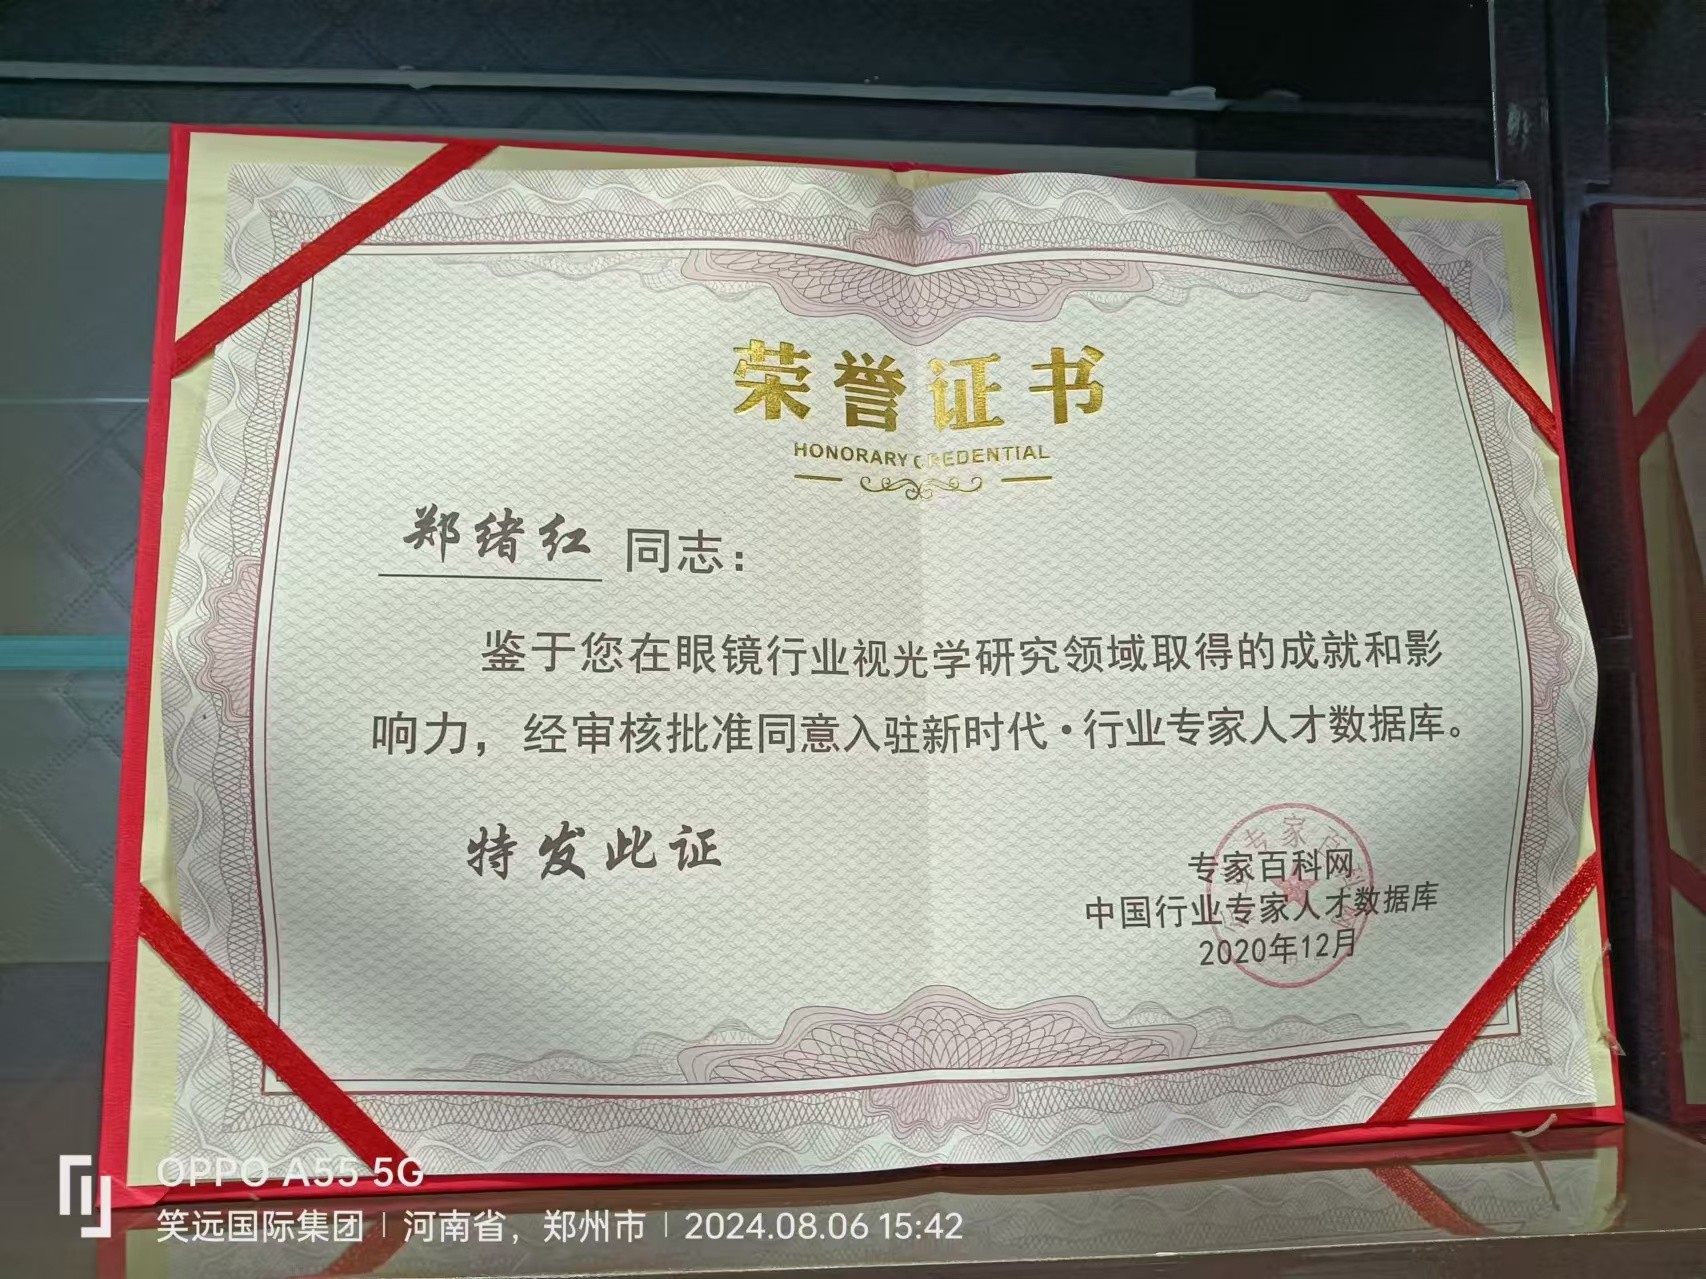 荣誉证书
HONORARY CREDENTIAL
郑绪红 同志：
鉴于您在眼镜行业视光学研究领域取得的成就和影
响力，经审核批准同意入驻新时代·行业专家人才数据库。
特发此证
专家百科网
中国行业专家人才数据库
2020年12月
OPPO A55 5G
笑远国际集团 | 河南省，郑州市 | 2024.08.06 15:42